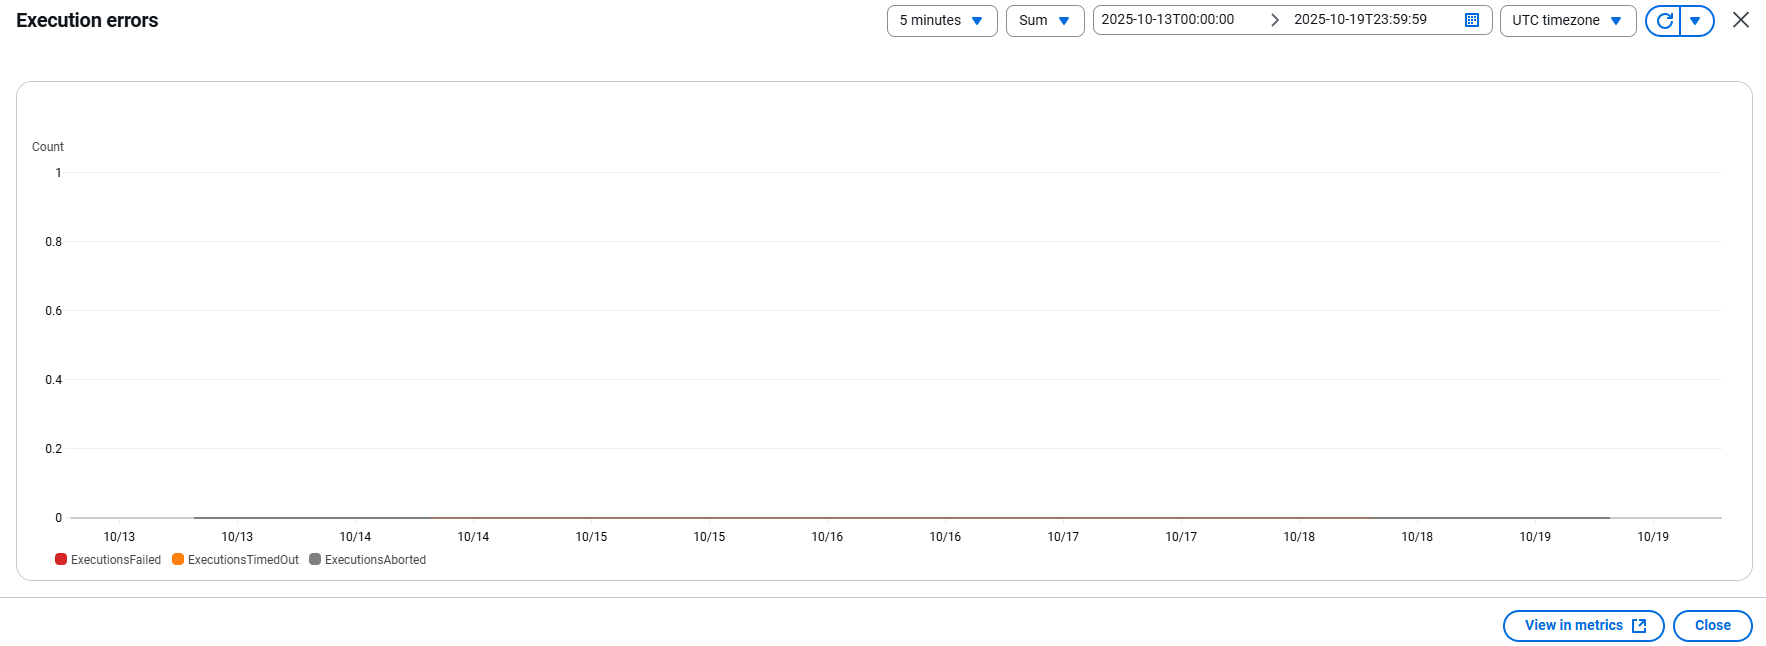 Execution errors
5 minutes
Sum
2025-10-13T00:00:00
2025-10-19T23:59:59
UTC timezone
Count
1
0.8
0.6
0.4
0.2
0
10/13 10/13 10/14 10/14 10/15 10/15 10/16 10/16 10/17 10/17 10/18 10/18 10/19 10/19
ExecutionsFailed ExecutionsTimedOut ExecutionsAborted
View in metrics
Close